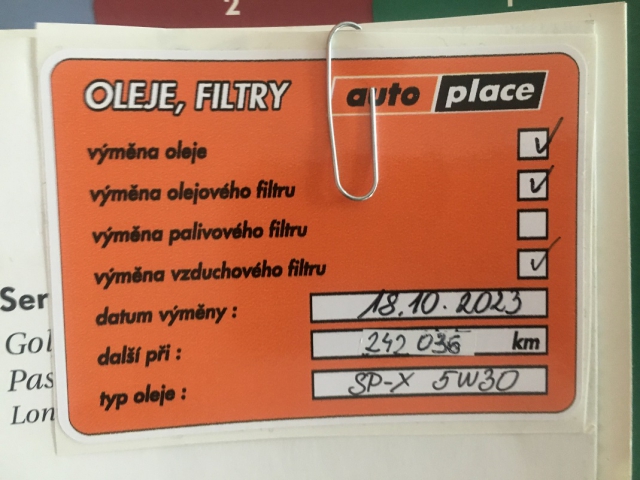 2
OLEJE, FILTRY auto place
výměna oleje
výměna olejového filtru
výměna palivového filtru
výměna vzduchového filtru
datum výměny : 18.10.2023
další při : 242 036 km
typ oleje : SP-X 5W30
Ser
Gol
Pas
Lon